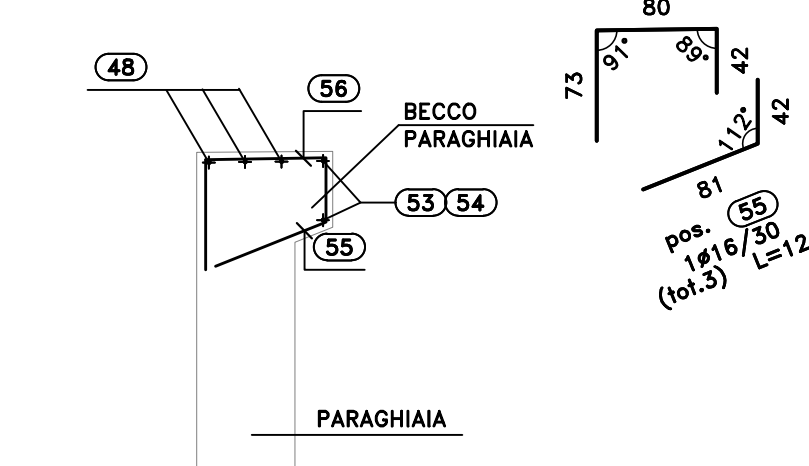 48
56
BECCO
PARAGHIAIA
53 54
55
PARAGHIAIA
80
73
91°
89°
42
42
112°
81
pos. 55
1ø16/30 L=12
(tot.3)